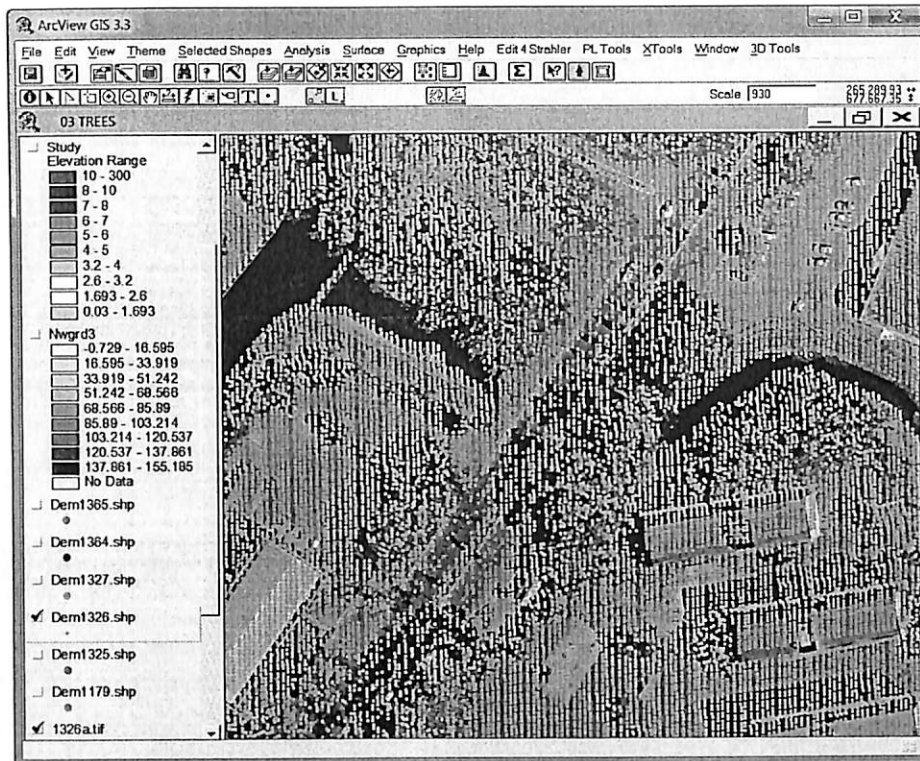 ArcView GIS 3.3
File Edit View Theme Selected Shapes Analysis Surface Graphics Help Edit 4 Strahler PL Tools XTools Window 3D Tools
Scale 930 265 289.93
677,667.35
03 TREES
Study
Elevation Range
10 - 300
8 - 10
7 - 8
6 - 7
5 - 6
4 - 5
3.2 - 4
2.6 - 3.2
1.693 - 2.6
0.03 - 1.693
Nwgrd3
-0.729 - 16.595
16.595 - 33.919
33.919 - 51.242
51.242 - 68.566
68.566 - 85.89
85.89 - 103.214
103.214 - 120.537
120.537 - 137.861
137.861 - 155.185
No Data
Dem1365.shp
Dem1364.shp
Dem1327.shp
Dem1326.shp
Dem1325.shp
Dem1179.shp
1326a.tif